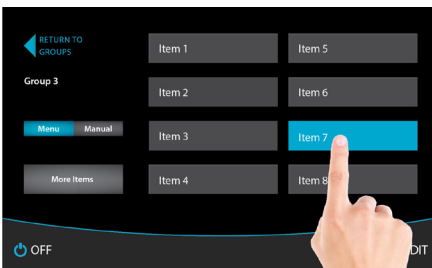 RETURN TO
GROUPS
Group 3
Menu Manual
More Items
Item 1
Item 2
Item 3
Item 4
Item 5
Item 6
Item 7
Item 8
OFF
DIT